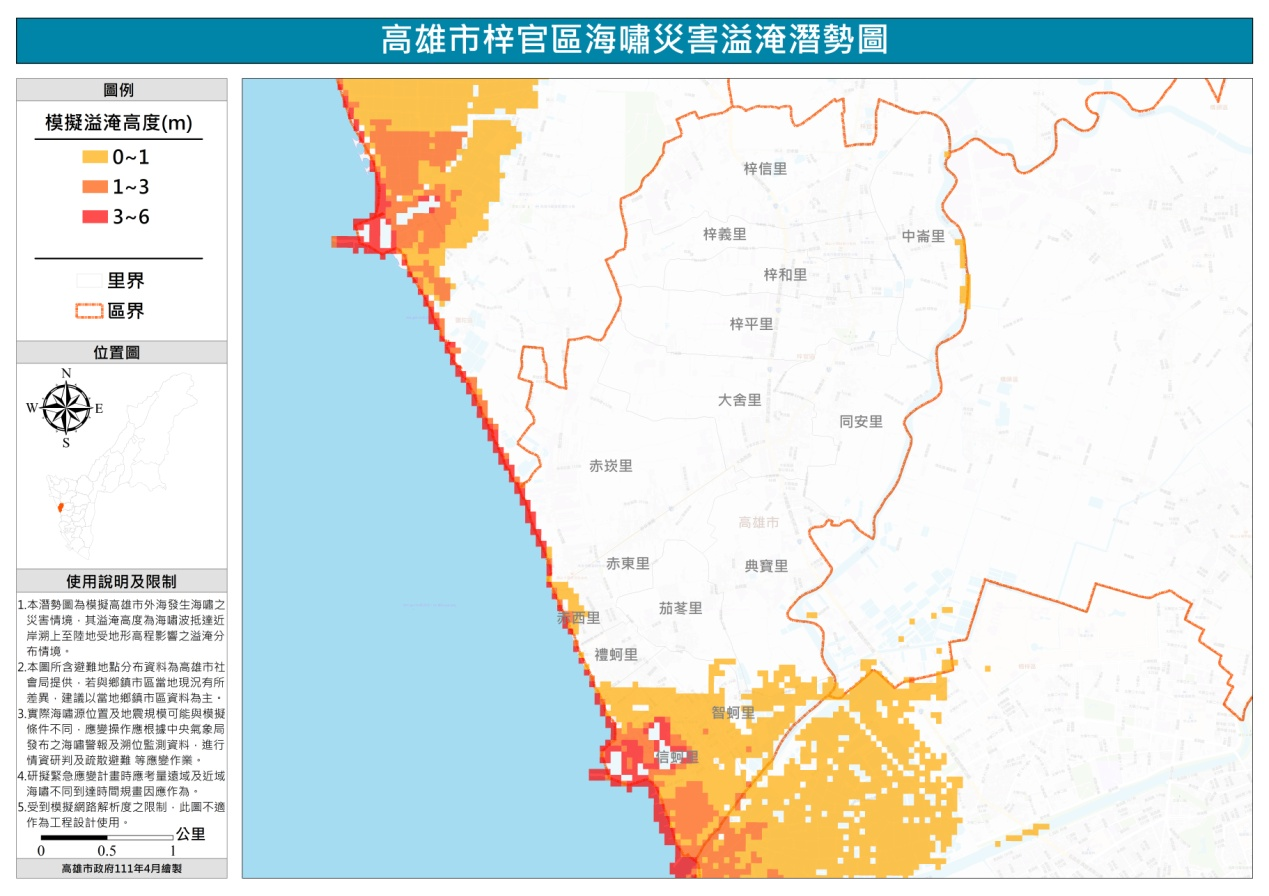 高雄市梓官區海嘯災害溢淹潛勢圖
圖例
模擬溢淹高度(m)
0~1
1~3
3~6
里界
區界
位置圖
N
W
E
S
使用說明及限制
1.本潛勢圖為模擬高雄市外海發生海嘯之
災害情境，其溢淹高度為海嘯波抵達近
岸溯上至陸地受地形高程影響之溢淹分
布情境。
2.本圖所含避難地點分布資料為高雄市社
會局提供，若與鄉鎮市區當地現況有所
差異，建議以當地鄉鎮市區資料為主。
3.實際海嘯源位置及地震規模可能與模擬
條件不同，應變操作應根據中央氣象局
發布之海嘯警報及潮位監測資料，進行
情資研判及疏散避難 等應變作業。
4.研擬緊急應變計畫時應考量遠域及近域
海嘯不同到達時間規畫因應作為。
5.受到模擬網路解析度之限制，此圖不適
作為工程設計使用。
公里
0 0.5 1
高雄市政府111年4月繪製
梓信里
梓義里
中崙里
梓和里
梓平里
大舍里
同安里
赤崁里
高雄市
赤東里
典寶里
茄苳里
赤西里
禮蚵里
智蚵里
信蚵里